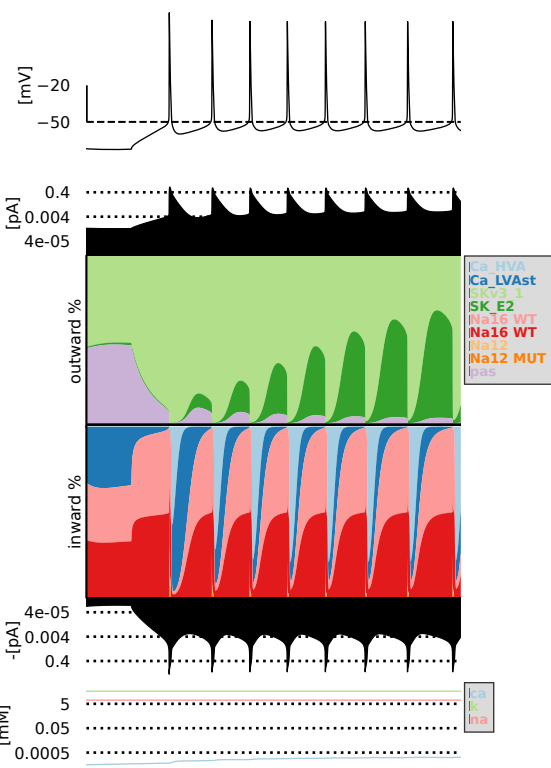 [mV]
−20
−50
[pA]
0.4
0.004
4e-05
outward %
Ca_HVA
Ca_LVAst
SKv3_1
SK_E2
Na16 WT
Na16 WT
Na12
Na12 MUT
pas
inward %
-[pA]
4e-05
0.004
0.4
[mM]
5
0.05
0.0005
ca
k
na